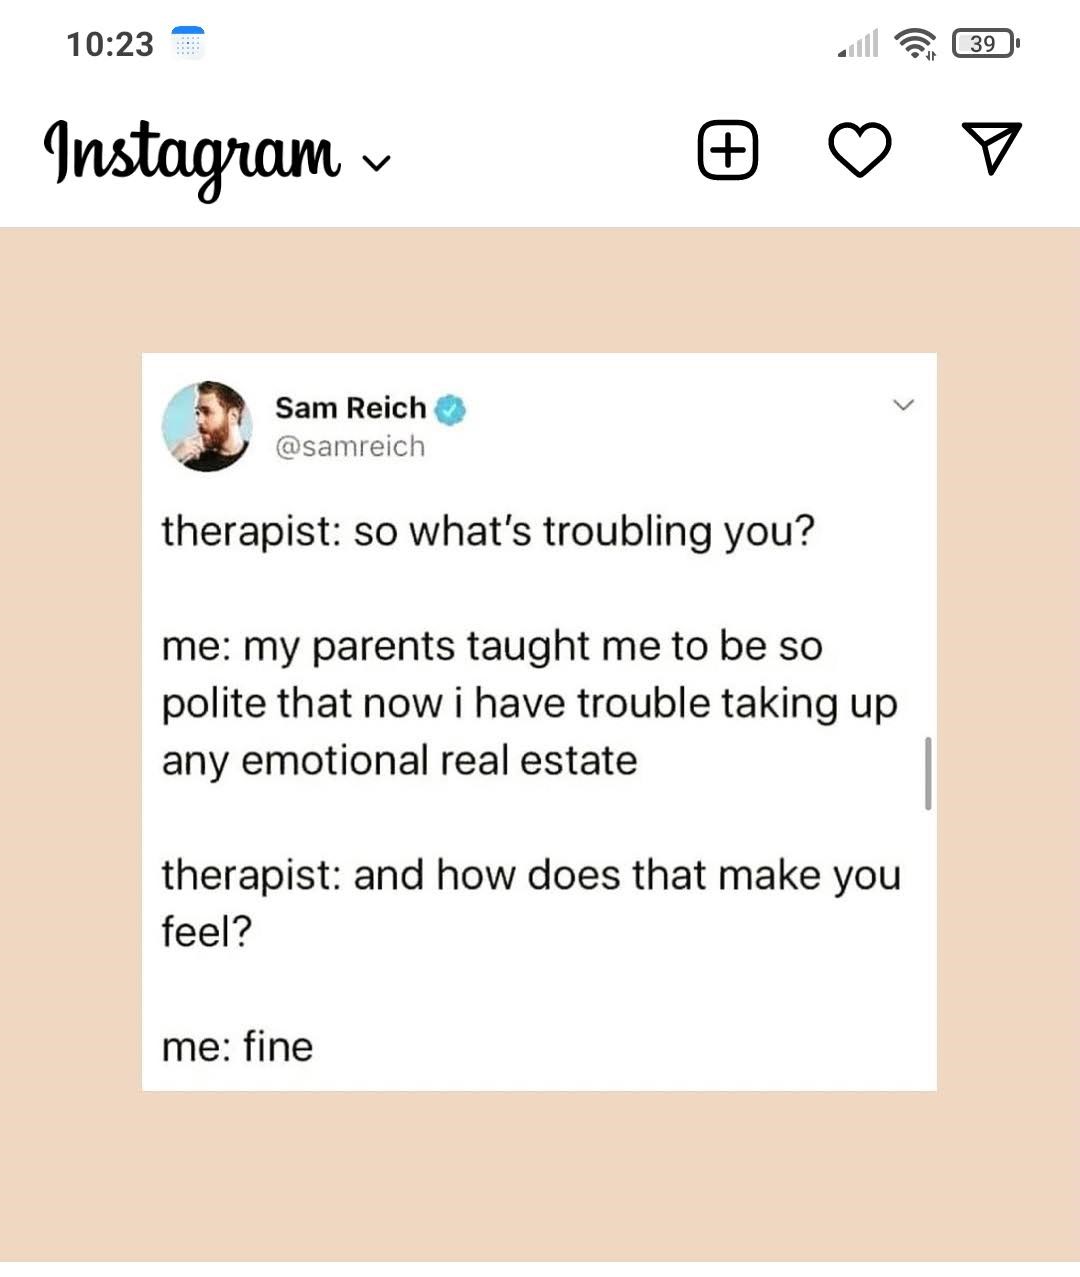 10:23
39
Instagram
Sam Reich
@samreich
therapist: so what's troubling you?
me: my parents taught me to be so
polite that now i have trouble taking up
any emotional real estate
therapist: and how does that make you
feel?
me: fine